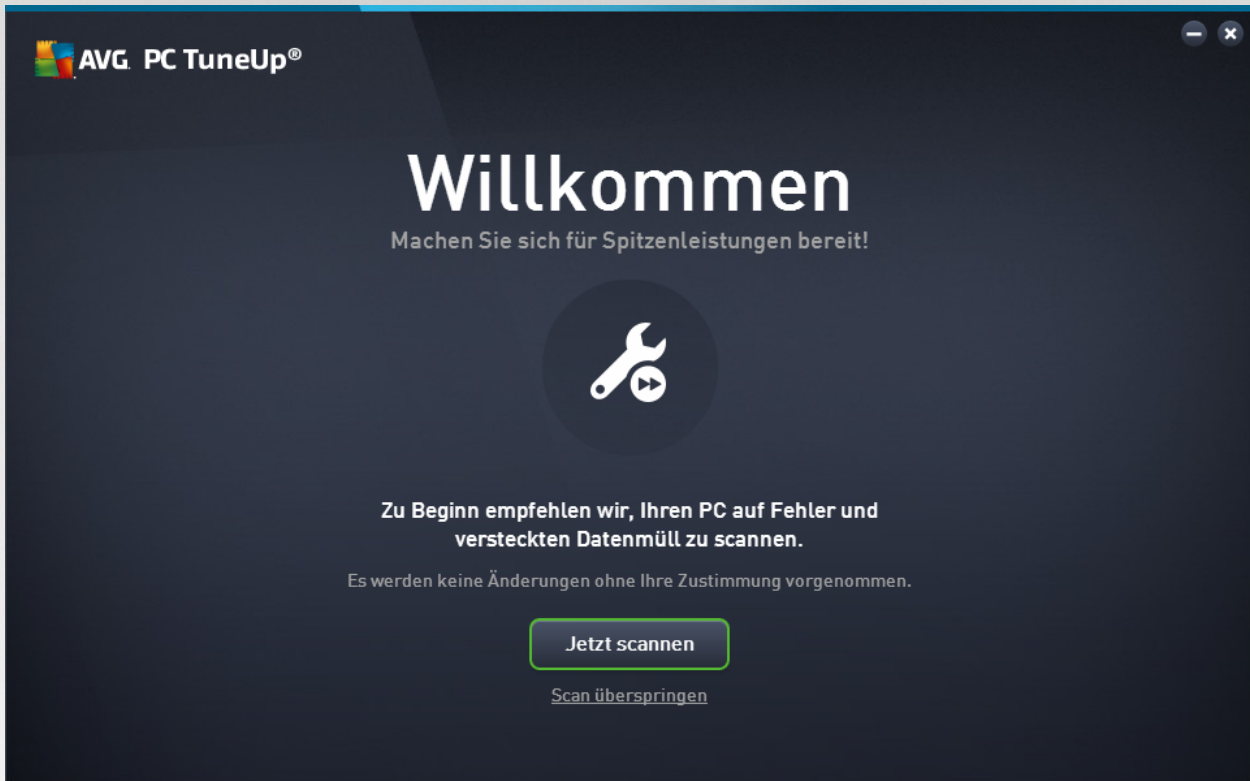 AVG PC TuneUp®
Willkommen
Machen Sie sich für Spitzenleistungen bereit!
Zu Beginn empfehlen wir, Ihren PC auf Fehler und
versteckten Datenmüll zu scannen.
Es werden keine Änderungen ohne Ihre Zustimmung vorgenommen.
Jetzt scannen
Scan überspringen